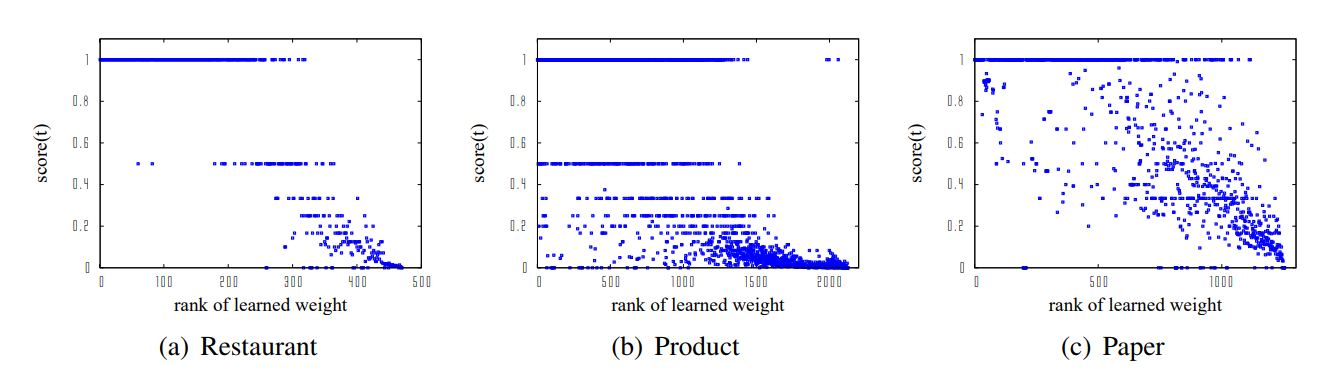 score(t)
1
0.8
0.6
0.4
0.2
0
0 100 200 300 400 500
rank of learned weight
(a) Restaurant
score(t)
1
0.8
0.6
0.4
0.2
0
0 500 1000 1500 2000
rank of learned weight
(b) Product
score(t)
1
0.8
0.6
0.4
0.2
0
0 500 1000
rank of learned weight
(c) Paper